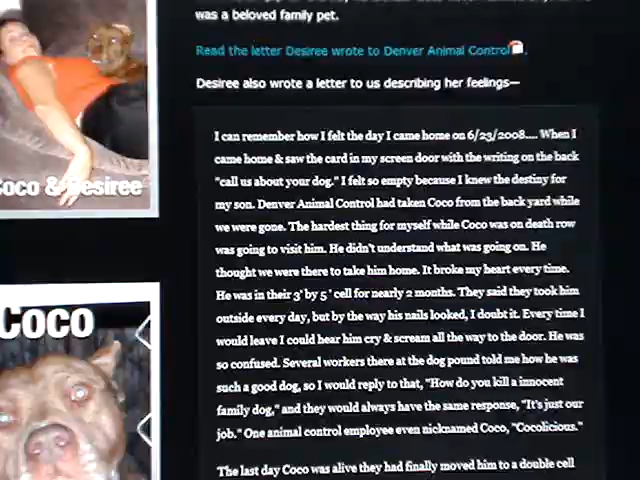 was a beloved family pet.
Read the letter Desiree wrote to Denver Animal Control
Desiree also wrote a letter to us describing her feelings—
I can remember how I felt the day I came home on 6/23/2008.... When I
came home & saw the card in my screen door with the writing on the back
"call us about your dog." I felt so empty because I knew the destiny for
my son. Denver Animal Control had taken Coco from the back yard while
we were gone. The hardest thing for myself while Coco was on death row
was going to visit him. He didn't understand what was going on. He
thought we were there to take him home. It broke my heart every time.
He was in their 3' by 5 ' cell for nearly 2 months. They said they took him
outside every day, but by the way his nails looked, I doubt it. Every time I
would leave I could hear him cry & scream all the way to the door. He was
so confused. Several workers there at the dog pound told me how he was
such a good dog, so I would reply to that, "How do you kill a innocent
family dog," and they would always have the same response, "It's just our
job." One animal control employee even nicknamed Coco, "Cocolicious."
The last day Coco was alive they had finally moved him to a double cell
Coco & Desiree
Coco